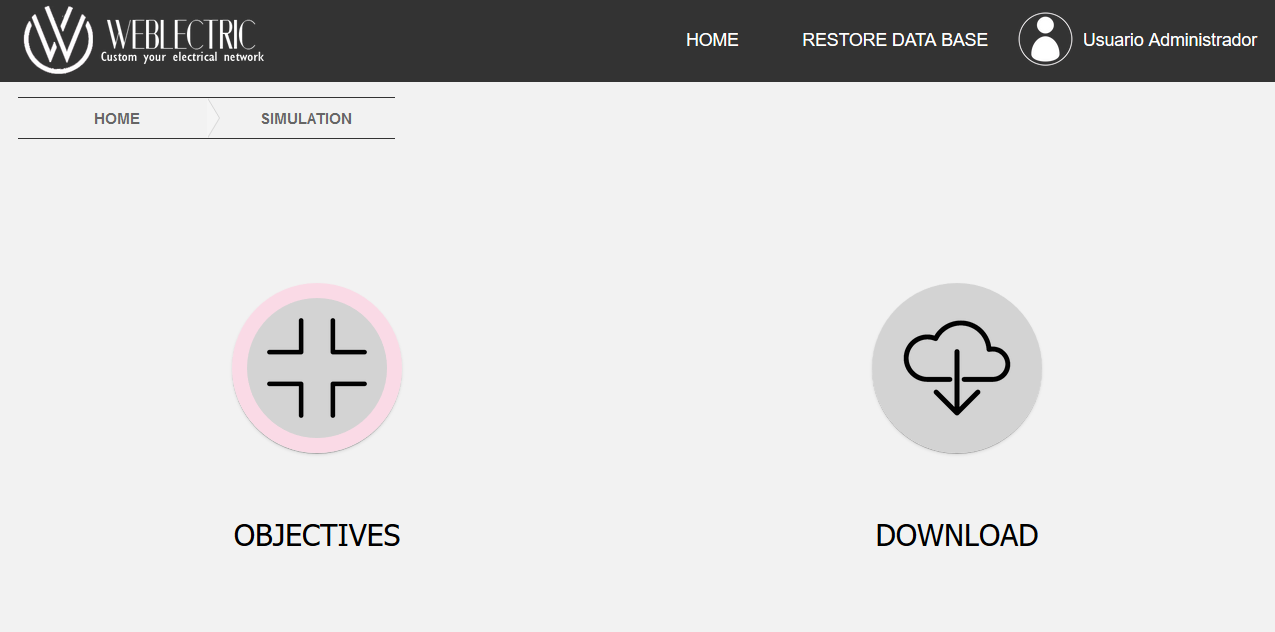 WEBLECTRIC
Custom your electrical network
HOME
RESTORE DATA BASE
Usuario Administrador
HOME
SIMULATION
OBJECTIVES
DOWNLOAD